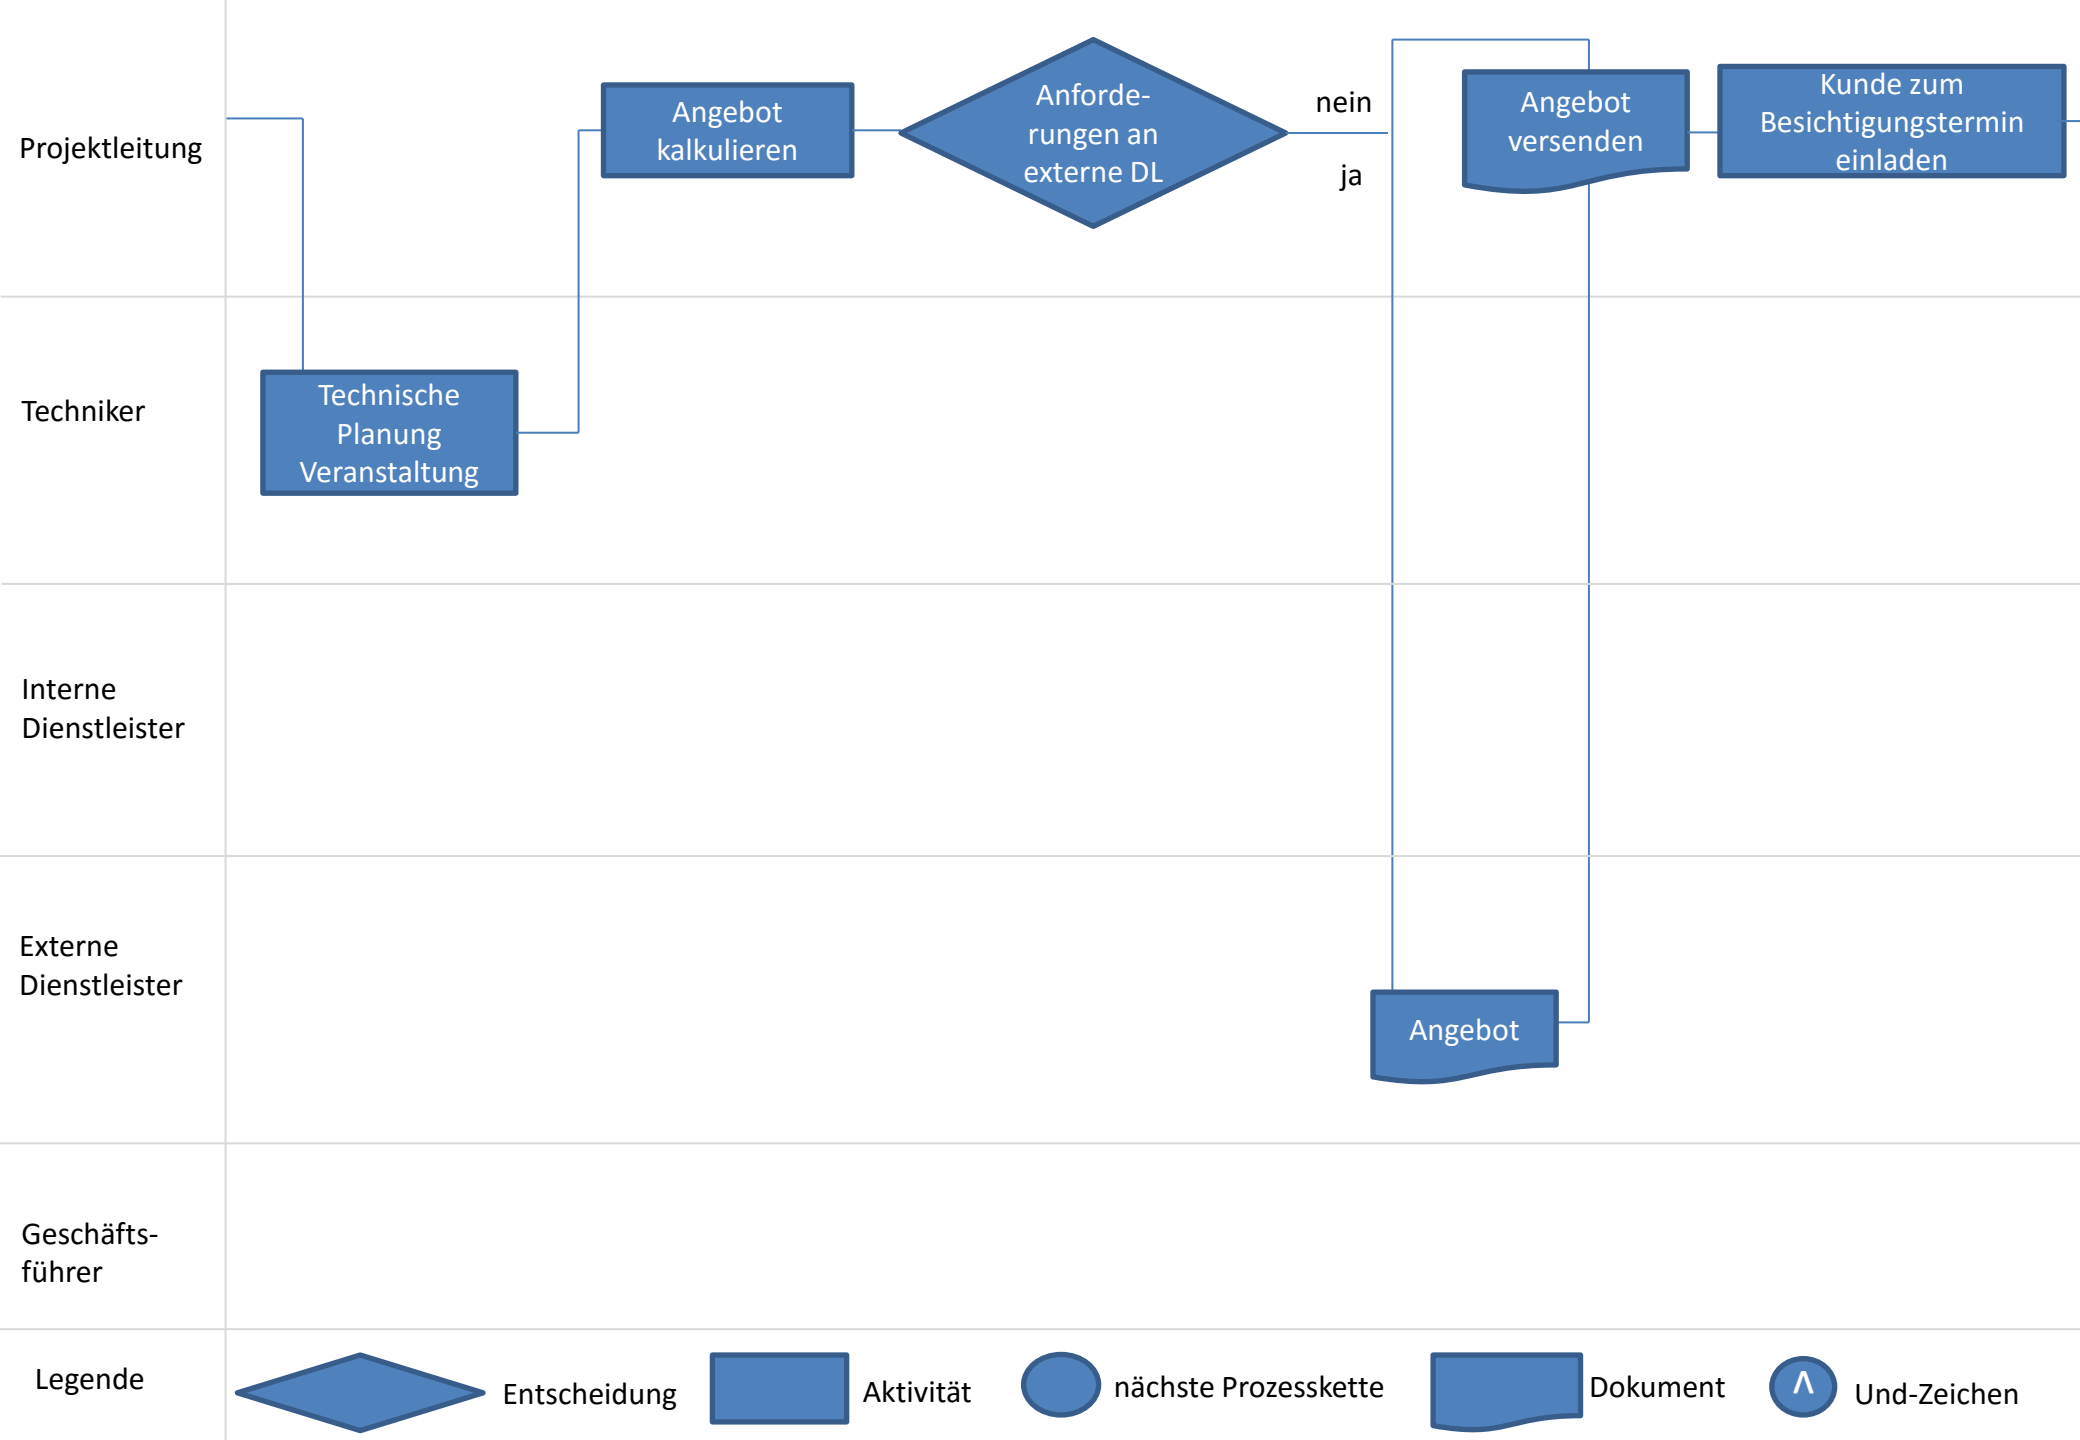 Projektleitung
Angebot
kalkulieren
Anforde-
rungen an
externe DL
nein
ja
Angebot
versenden
Kunde zum
Besichtigungstermin
einladen
Techniker
Technische
Planung
Veranstaltung
Interne
Dienstleister
Externe
Dienstleister
Angebot
Geschäfts-
führer
Legende
Entscheidung
Aktivität
nächste Prozesskette
Dokument
^
Und-Zeichen